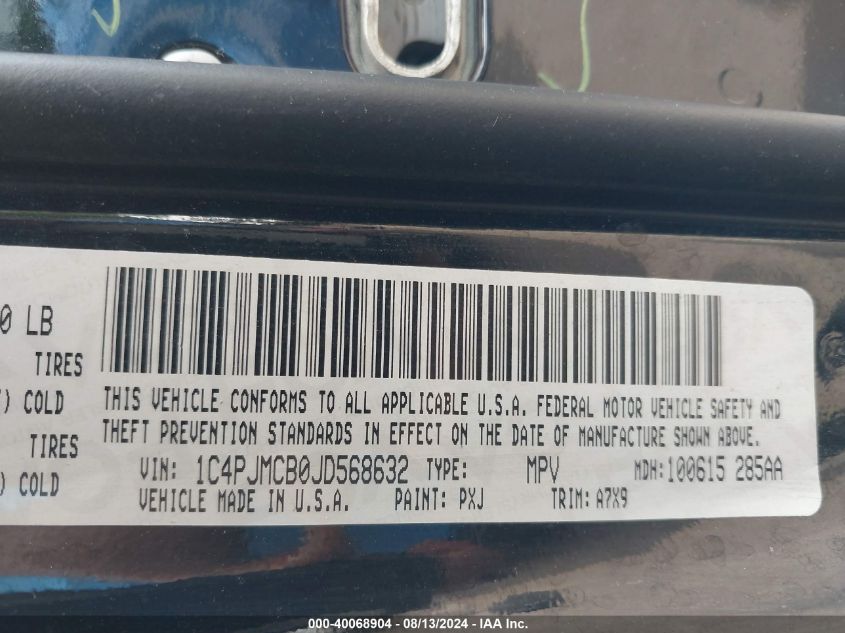 0 LB
TIRES
) COLD
TIRES
) COLD
THIS VEHICLE CONFORMS TO ALL APPLICABLE U.S.A. FEDERAL MOTOR VEHICLE SAFETY AND
THEFT PREVENTION STANDARDS IN EFFECT ON THE DATE OF MANUFACTURE SHOWN ABOVE.
VIN: 1C4PJMCB0JD568632 TYPE: MPV MDH:100615 285AA
VEHICLE MADE IN U.S.A. PAINT: PXJ TRIM: A7X9
000-40068904 - 08/13/2024 - IAA Inc.